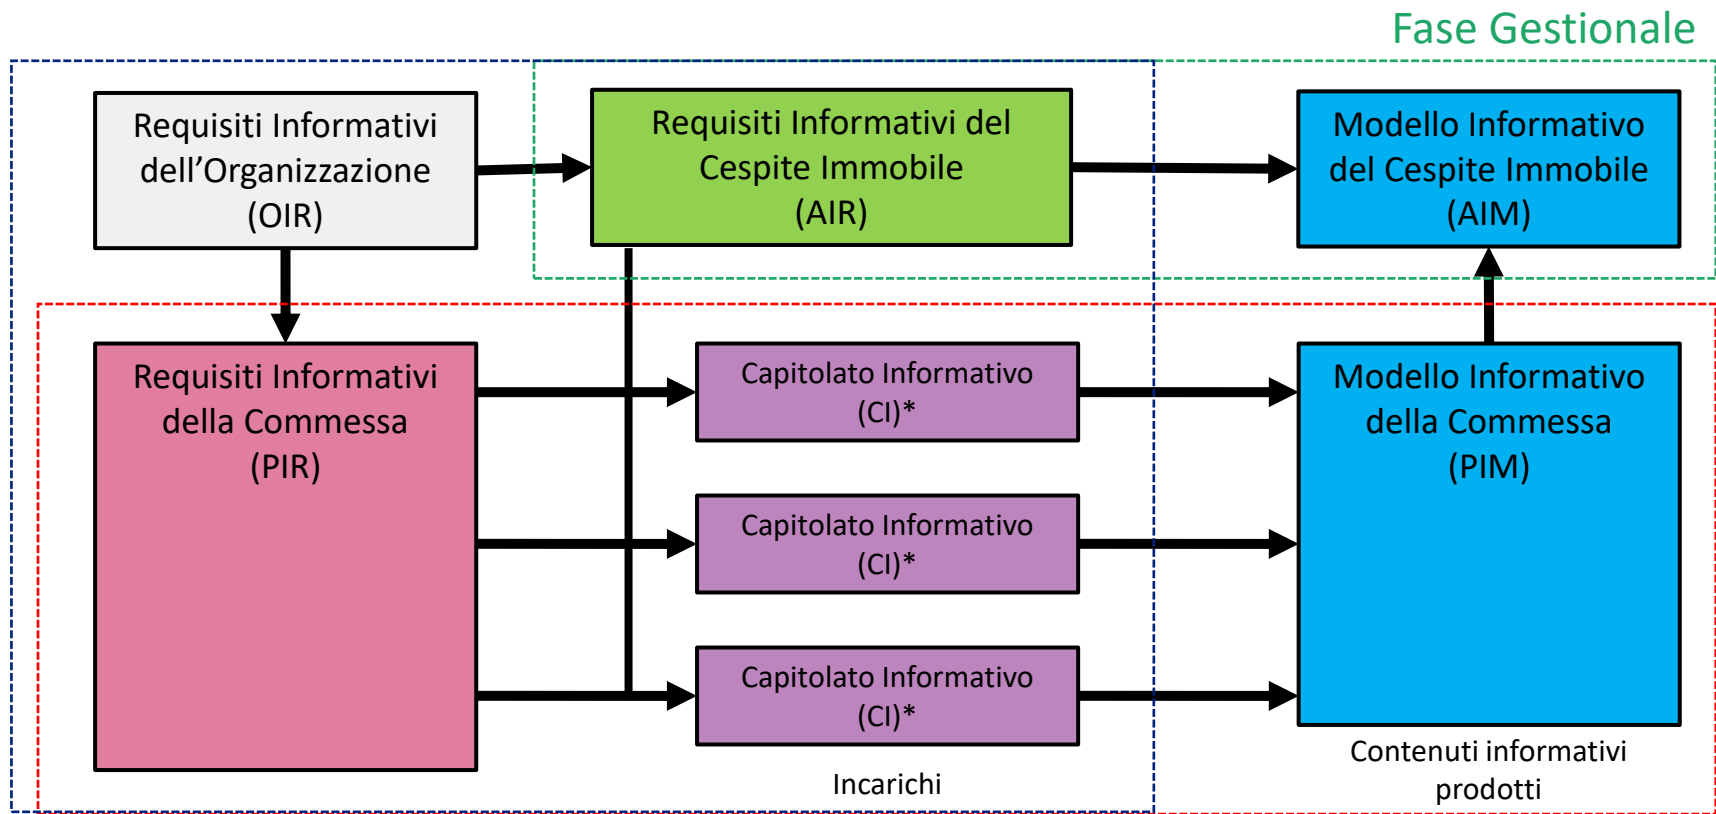 Fase Gestionale
Requisiti Informativi
dell’Organizzazione
(OIR)
Requisiti Informativi del
Cespite Immobile
(AIR)
Modello Informativo
del Cespite Immobile
(AIM)
Requisiti Informativi
della Commessa
(PIR)
Capitolato Informativo
(CI)*
Capitolato Informativo
(CI)*
Capitolato Informativo
(CI)*
Modello Informativo
della Commessa
(PIM)
Incarichi
Contenuti informativi
prodotti